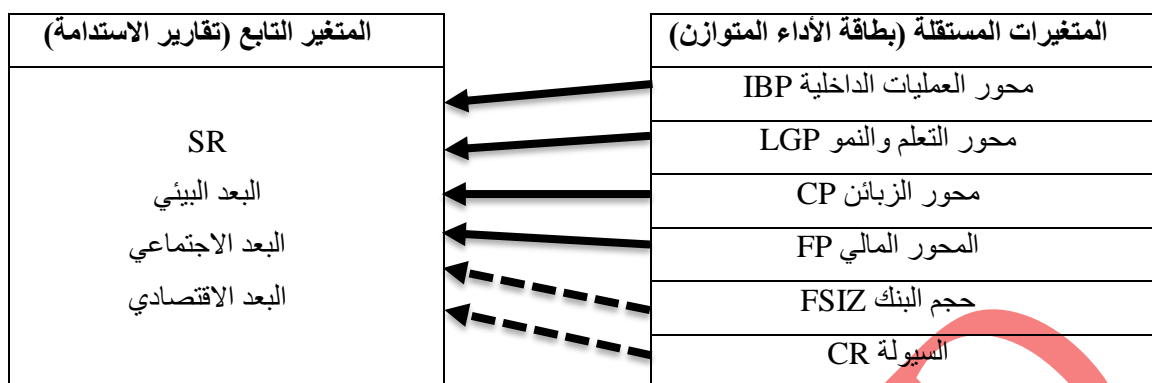 المتغيرات المستقلة (بطاقة الأداء المتوازن)
محور العمليات الداخلية IBP
محور التعلم والنمو LGP
محور الزبائن CP
المحور المالي FP
حجم البنك FSIZ
السيولة CR
المتغير التابع (تقارير الاستدامة)
SR
البعد البيئي
البعد الاجتماعي
البعد الاقتصادي